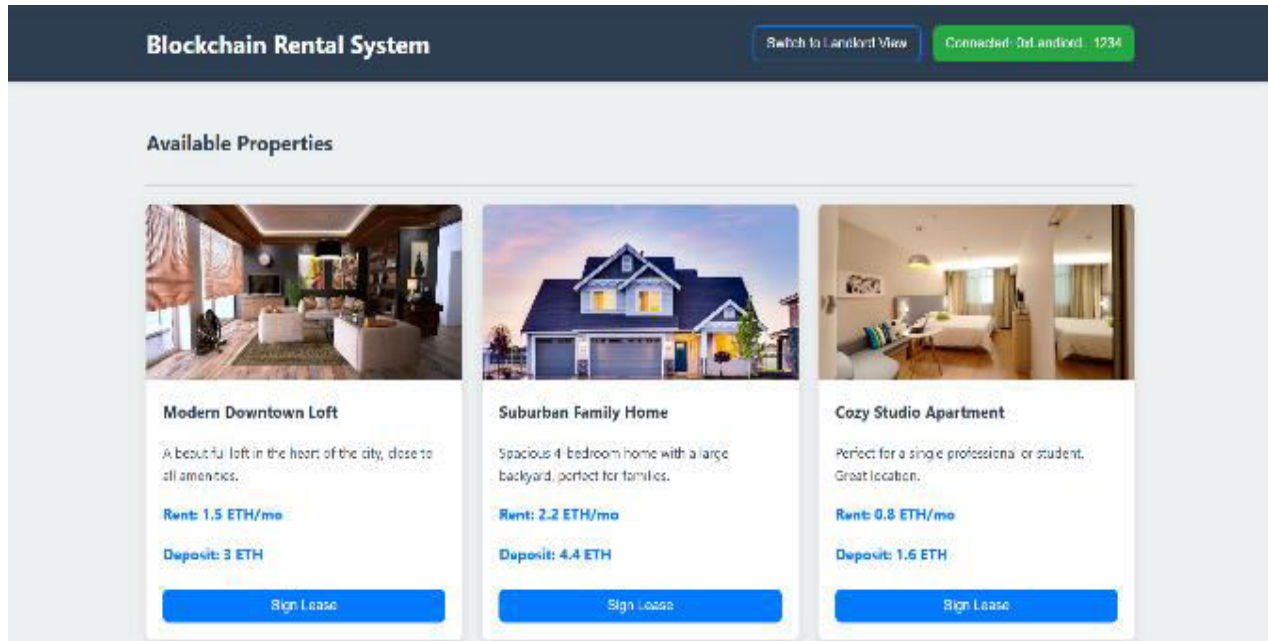 Blockchain Rental System
Switch to Landlord View
Connected: 0xLandlord...1234
Available Properties
Modern Downtown Loft
A beautiful loft in the heart of the city, close to
all amenities.
Rent: 1.5 ETH/mo
Deposit: 3 ETH
Sign Lease
Suburban Family Home
Spacious 4-bedroom home with a large
backyard, perfect for families.
Rent: 2.2 ETH/mo
Deposit: 4.4 ETH
Sign Lease
Cozy Studio Apartment
Perfect for a single professional or student.
Great location.
Rent: 0.8 ETH/mo
Deposit: 1.6 ETH
Sign Lease